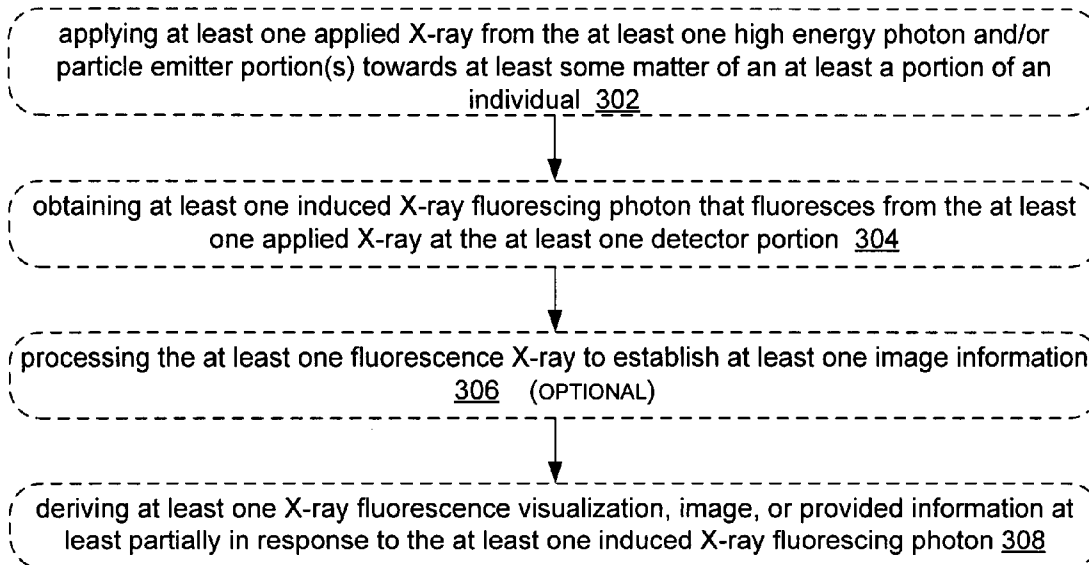 applying at least one applied X-ray from the at least one high energy photon and/or
particle emitter portion(s) towards at least some matter of an at least a portion of an
individual 302
obtaining at least one induced X-ray fluorescing photon that fluoresces from the at least
one applied X-ray at the at least one detector portion 304
processing the at least one fluorescence X-ray to establish at least one image information
306 (OPTIONAL)
deriving at least one X-ray fluorescence visualization, image, or provided information at
least partially in response to the at least one induced X-ray fluorescing photon 308